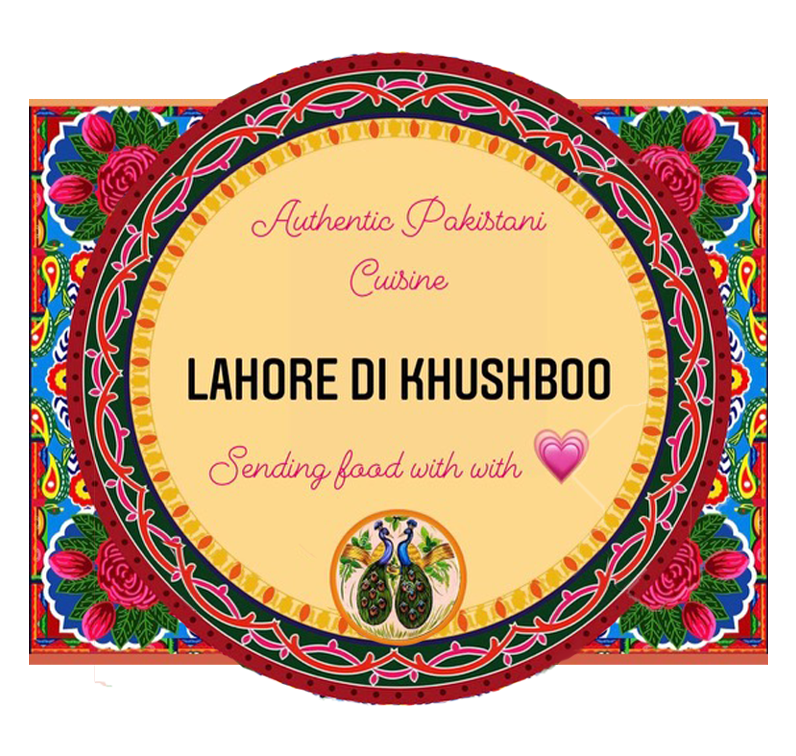 Authentic Pakistani
Cuisine
LAHORE DI KHUSHBOO
Sending food with with 💗